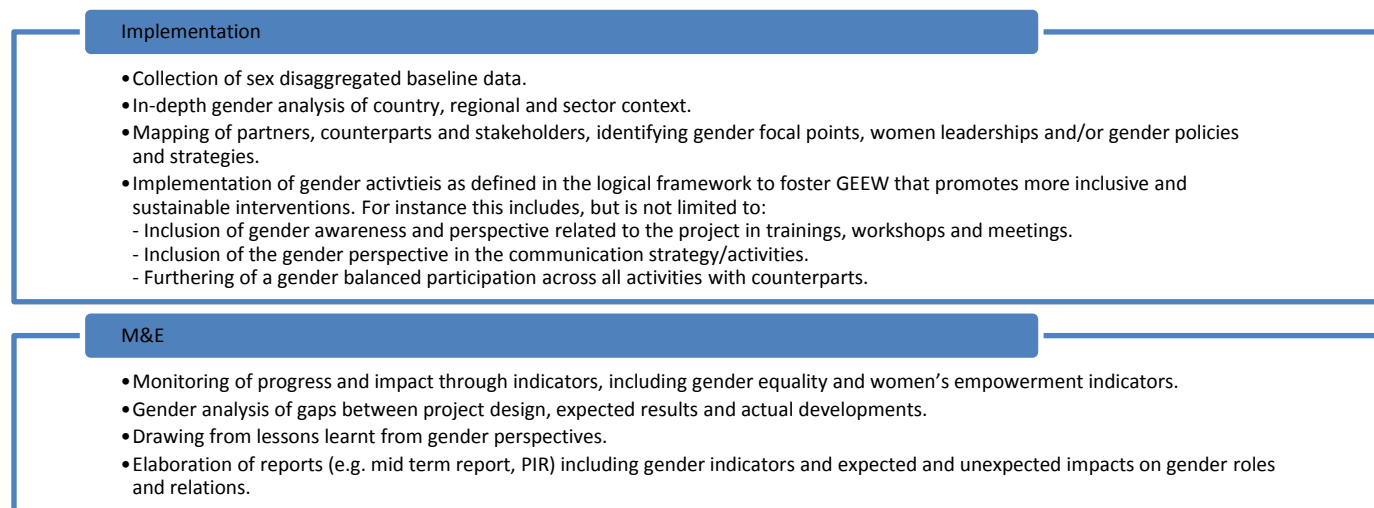 Implementation
•Collection of sex disaggregated baseline data.
•In-depth gender analysis of country, regional and sector context.
•Mapping of partners, counterparts and stakeholders, identifying gender focal points, women leaderships and/or gender policies
and strategies.
•Implementation of gender activtieis as defined in the logical framework to foster GEEW that promotes more inclusive and
sustainable interventions. For instance this includes, but is not limited to:
- Inclusion of gender awareness and perspective related to the project in trainings, workshops and meetings.
- Inclusion of the gender perspective in the communication strategy/activities.
- Furthering of a gender balanced participation across all activities with counterparts.
M&E
•Monitoring of progress and impact through indicators, including gender equality and women’s empowerment indicators.
•Gender analysis of gaps between project design, expected results and actual developments.
•Drawing from lessons learnt from gender perspectives.
•Elaboration of reports (e.g. mid term report, PIR) including gender indicators and expected and unexpected impacts on gender roles
and relations.